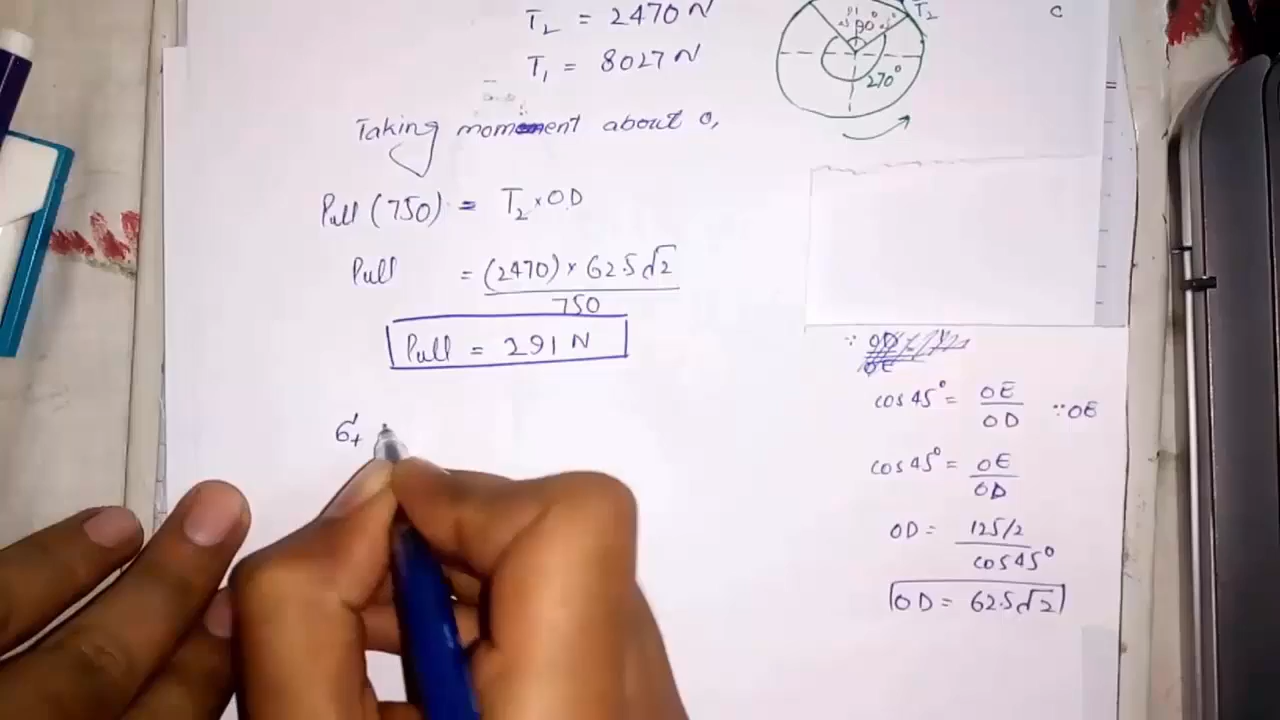 T₂ = 2470 N
T₁ = 8027 N
Taking moment about O,
Pull (750) = T₂ × OD
Pull = (2470) × 62.5√2
750
Pull = 291 N
6t'
90°
T₂
270°
C
∵
cos 45° = OE
OD
∵ OE
cos 45° = OE
OD
OD = 125/2
cos 45°
OD = 62.5√2